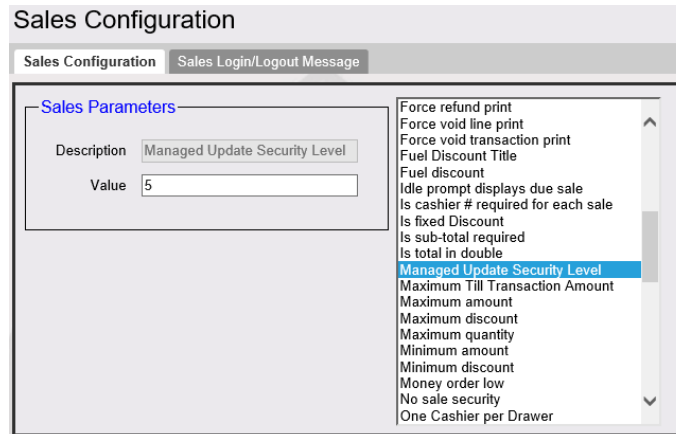 Sales Configuration
Sales Configuration
Sales Login/Logout Message
Sales Parameters
Description
Managed Update Security Level
Value
5
Force refund print
Force void line print
Force void transaction print
Fuel Discount Title
Fuel discount
Idle prompt displays due sale
Is cashier # required for each sale
Is fixed Discount
Is sub-total required
Is total in double
Managed Update Security Level
Maximum Till Transaction Amount
Maximum amount
Maximum discount
Maximum quantity
Minimum amount
Minimum discount
Money order low
No sale security
One Cashier per Drawer